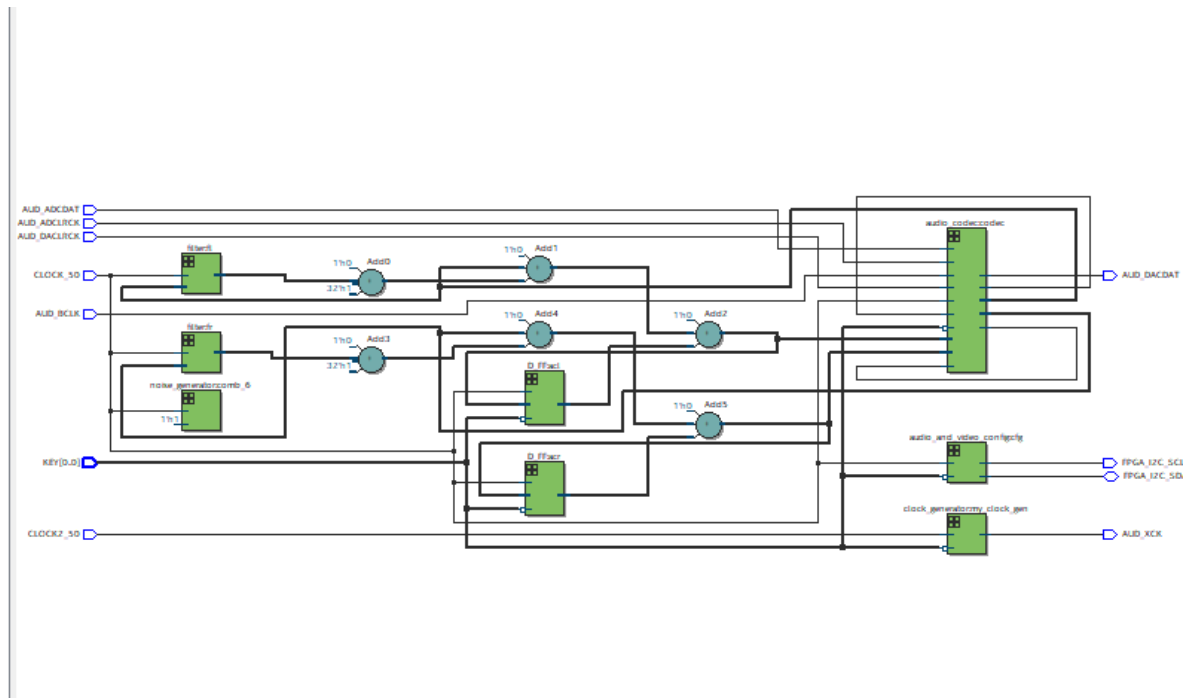 AUD_ADCDAT
AUD_ADCLRCK
AUD_DACLRCK
CLOCK_50
AUD_BCLK
KEY[0.0]
CLOCK2_50
filter:fl
filter:fr
noise_generator:comb_6
1'h1
1'h0
Add0
32'h1
1'h0
Add3
32'h1
1'h0
Add1
1'h0
Add4
D_FF:acl
D_FF:acr
1'h0
Add2
1'h0
Add5
audio_codec:codec
audio_and_video_config:cfg
clock_generator:my_clock_gen
AUD_DACDAT
FPGA_I2C_SCL
FPGA_I2C_SDA
AUD_XCK